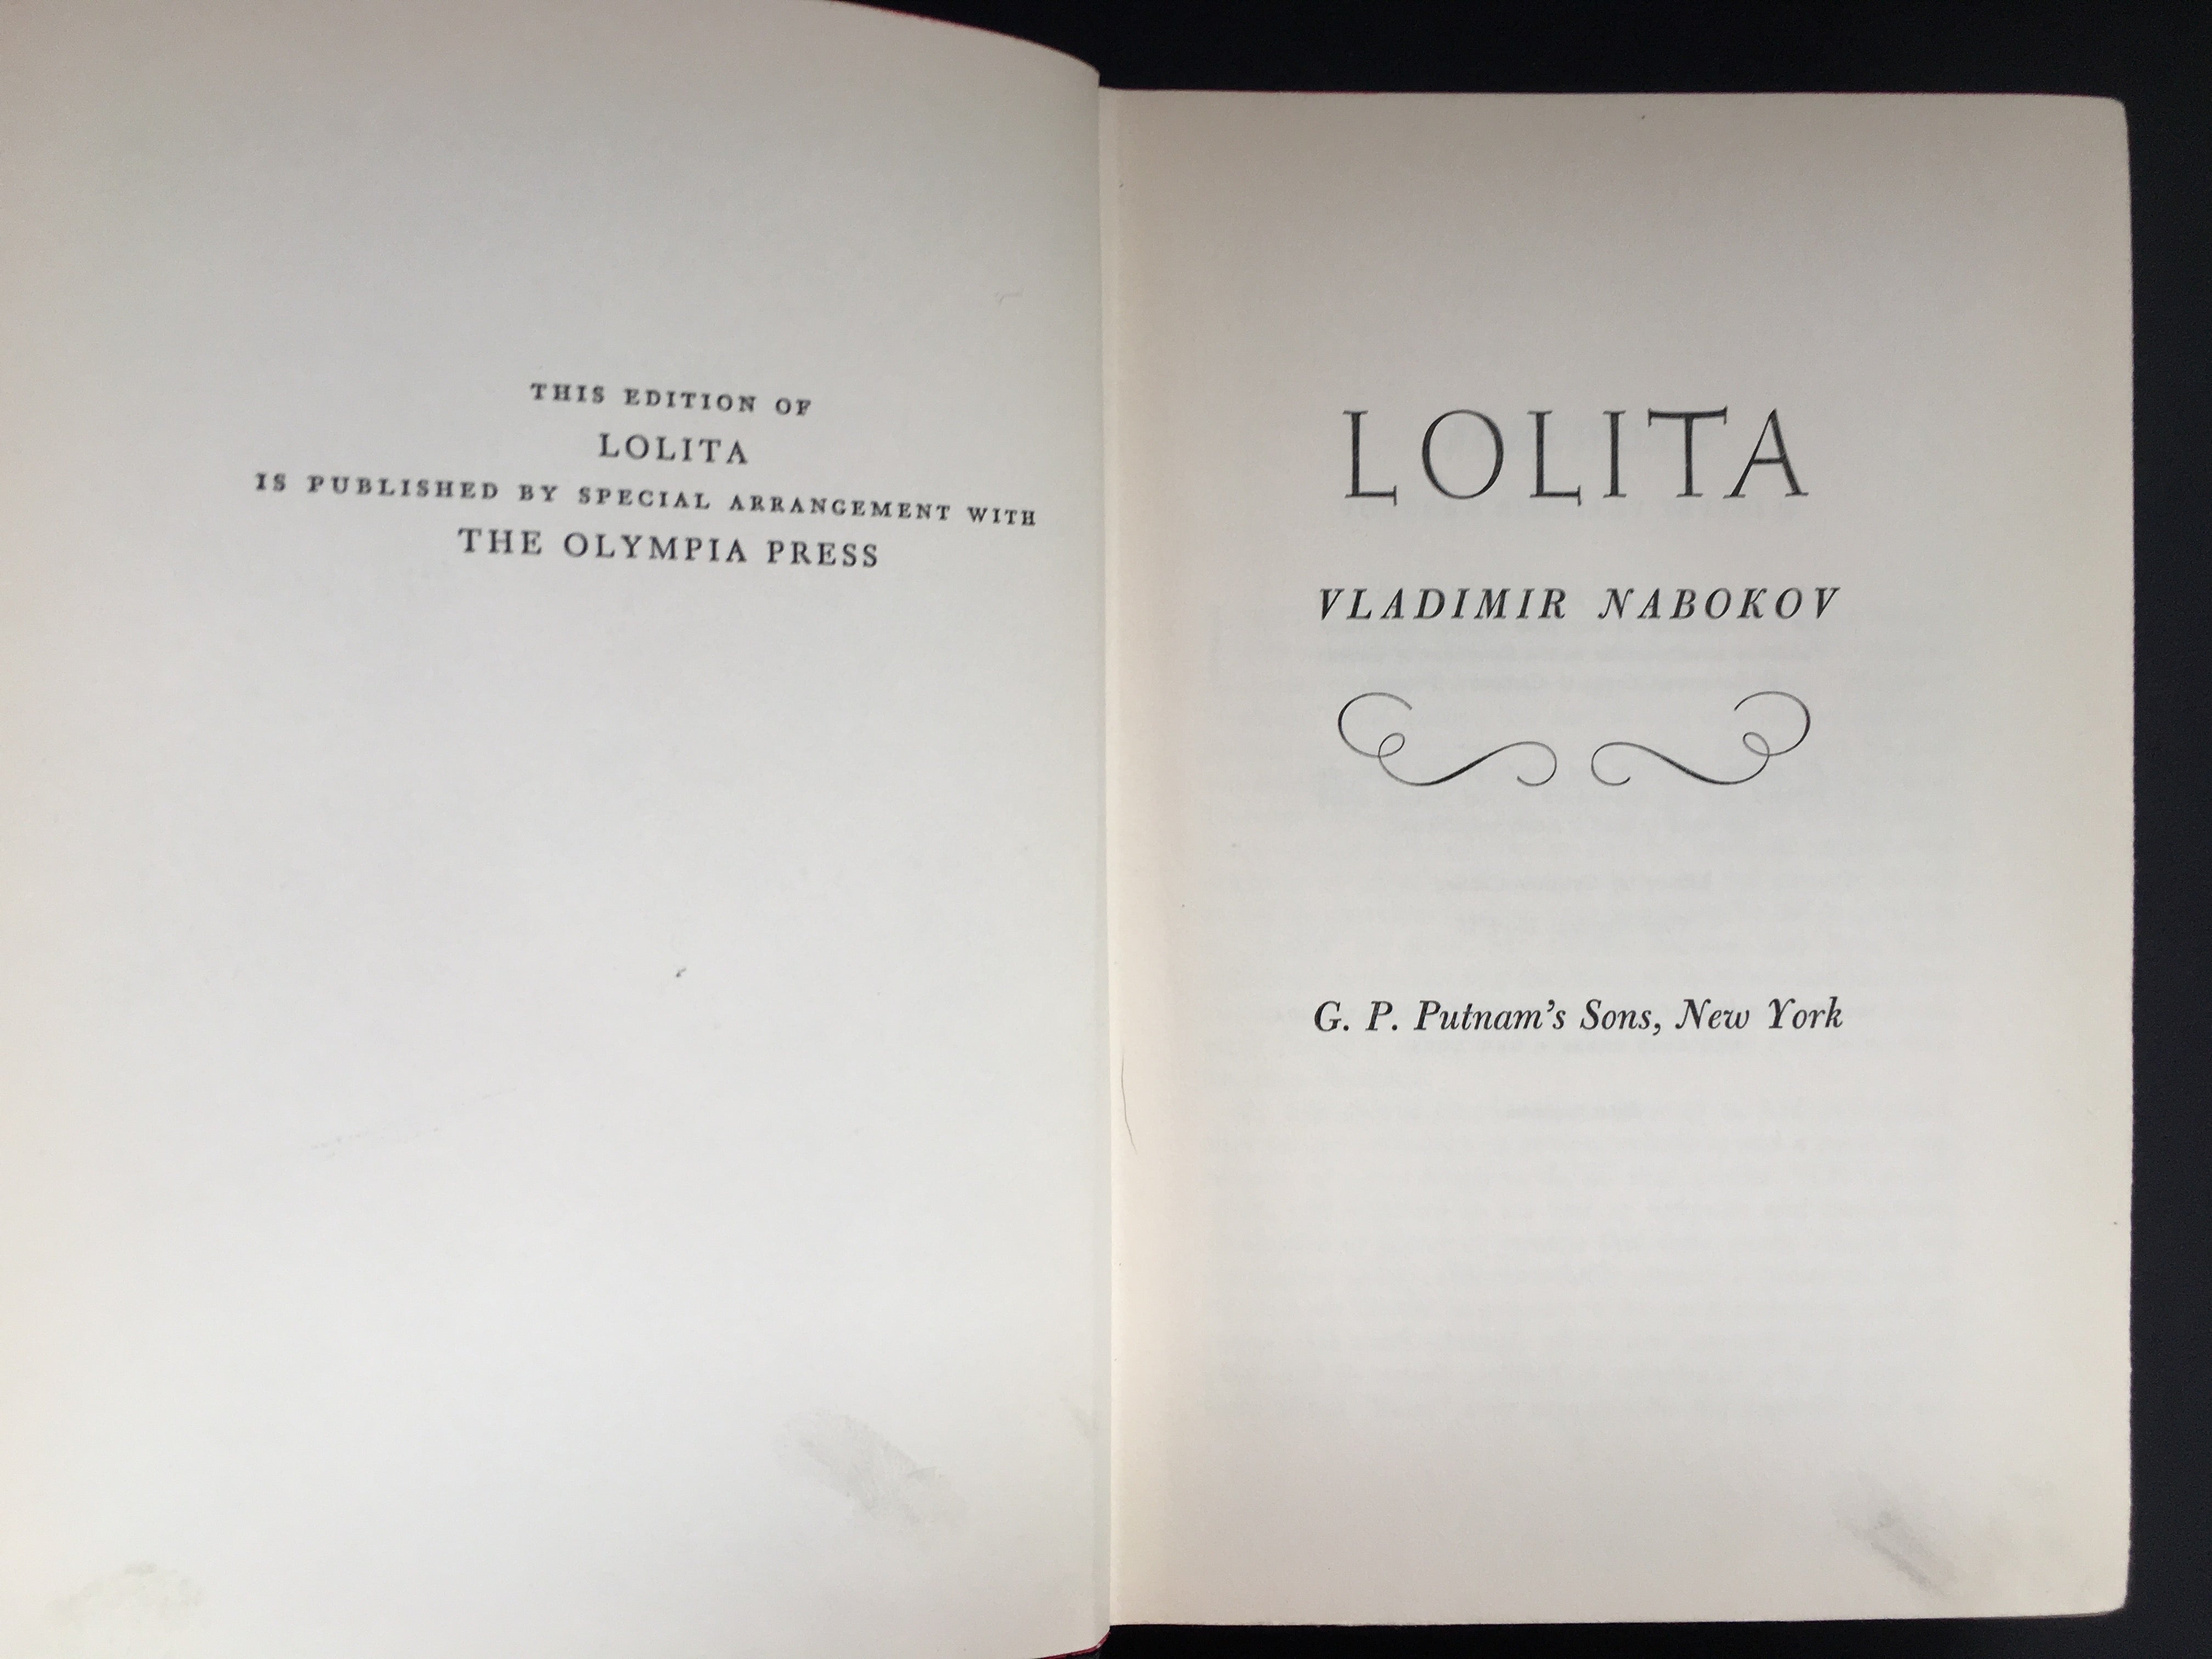 THIS EDITION OF
LOLITA
IS PUBLISHED BY SPECIAL ARRANGEMENT WITH
THE OLYMPIA PRESS
LOLITA
VLADIMIR NABOKOV
G. P. Putnam's Sons, New York